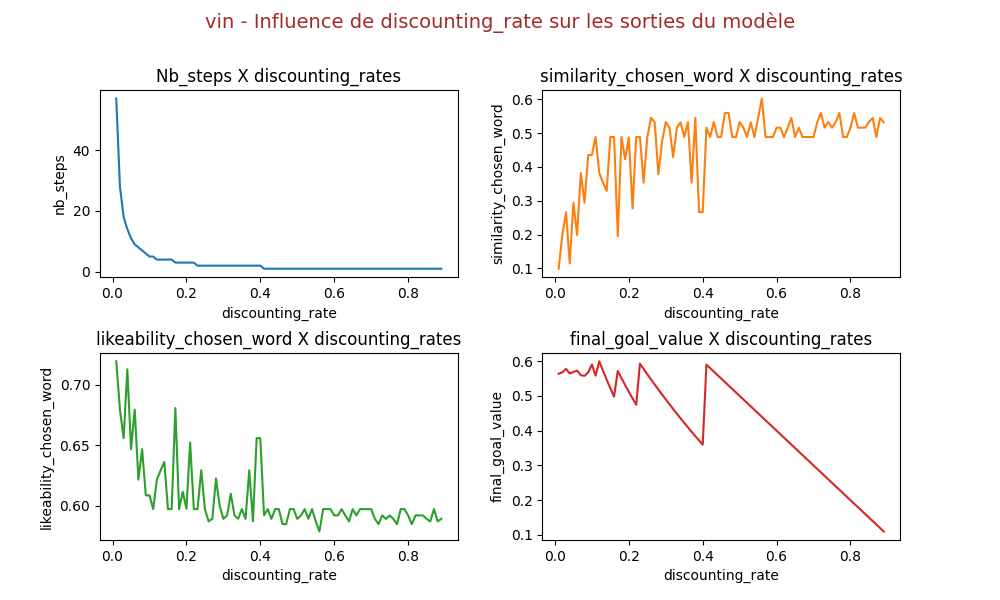 vin - Influence de discounting_rate sur les sorties du modèle
Nb_steps X discounting_rates
nb_steps
40
20
0
0.0 0.2 0.4 0.6 0.8
discounting_rate
similarity_chosen_word X discounting_rates
similarity_chosen_word
0.6
0.5
0.4
0.3
0.2
0.1
0.0 0.2 0.4 0.6 0.8
discounting_rate
likeability_chosen_word X discounting_rates
likeability_chosen_word
0.70
0.65
0.60
0.0 0.2 0.4 0.6 0.8
discounting_rate
final_goal_value X discounting_rates
final_goal_value
0.6
0.5
0.4
0.3
0.2
0.1
0.0 0.2 0.4 0.6 0.8
discounting_rate